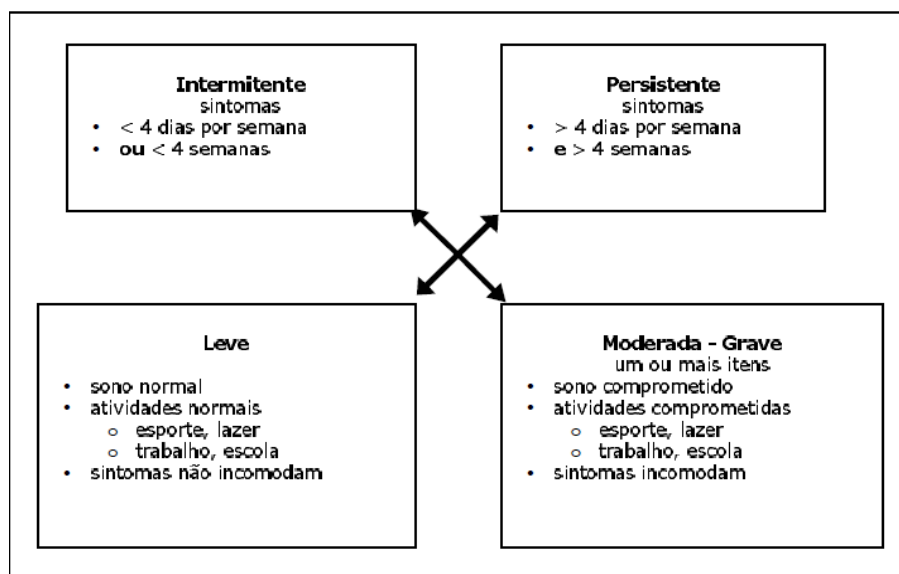 Intermitente
sintomas
• < 4 dias por semana
• ou < 4 semanas
Persistente
sintomas
• > 4 dias por semana
• e > 4 semanas
Leve
• sono normal
• atividades normais
o esporte, lazer
o trabalho, escola
• sintomas não incomodam
Moderada - Grave
um ou mais itens
• sono comprometido
• atividades comprometidas
o esporte, lazer
o trabalho, escola
• sintomas incomodam